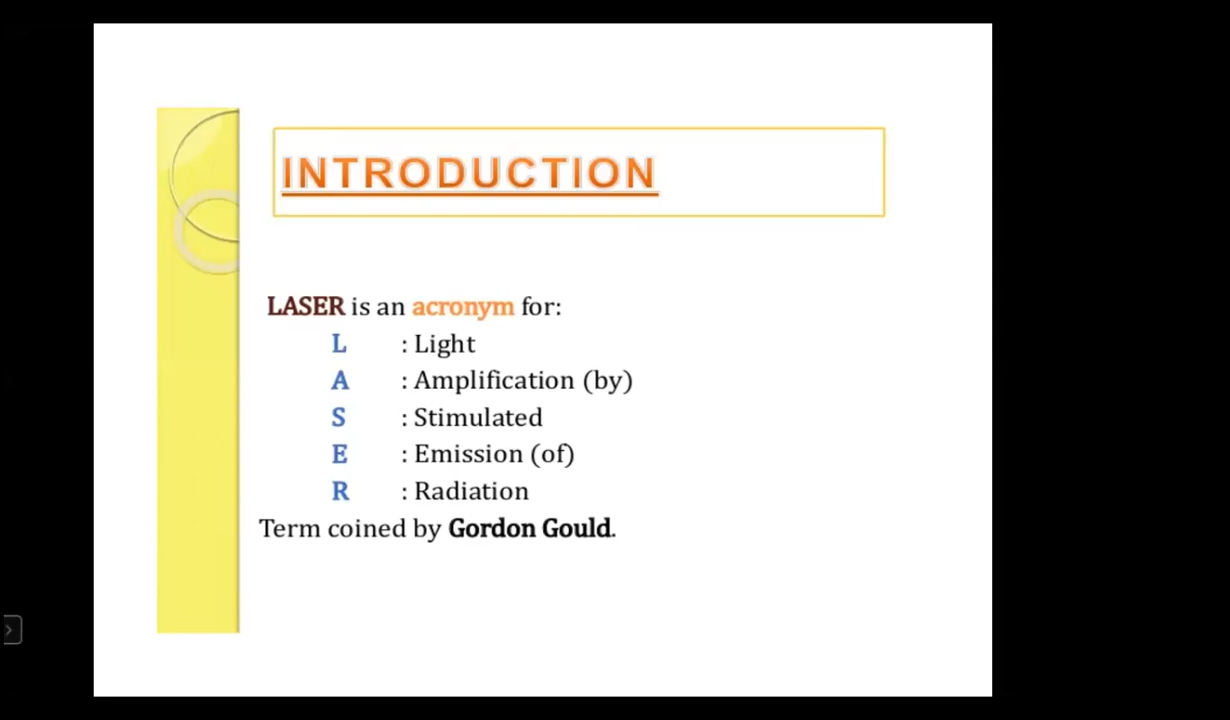 INTRODUCTION
LASER is an acronym for:
L : Light
A : Amplification (by)
S : Stimulated
E : Emission (of)
R : Radiation
Term coined by Gordon Gould.